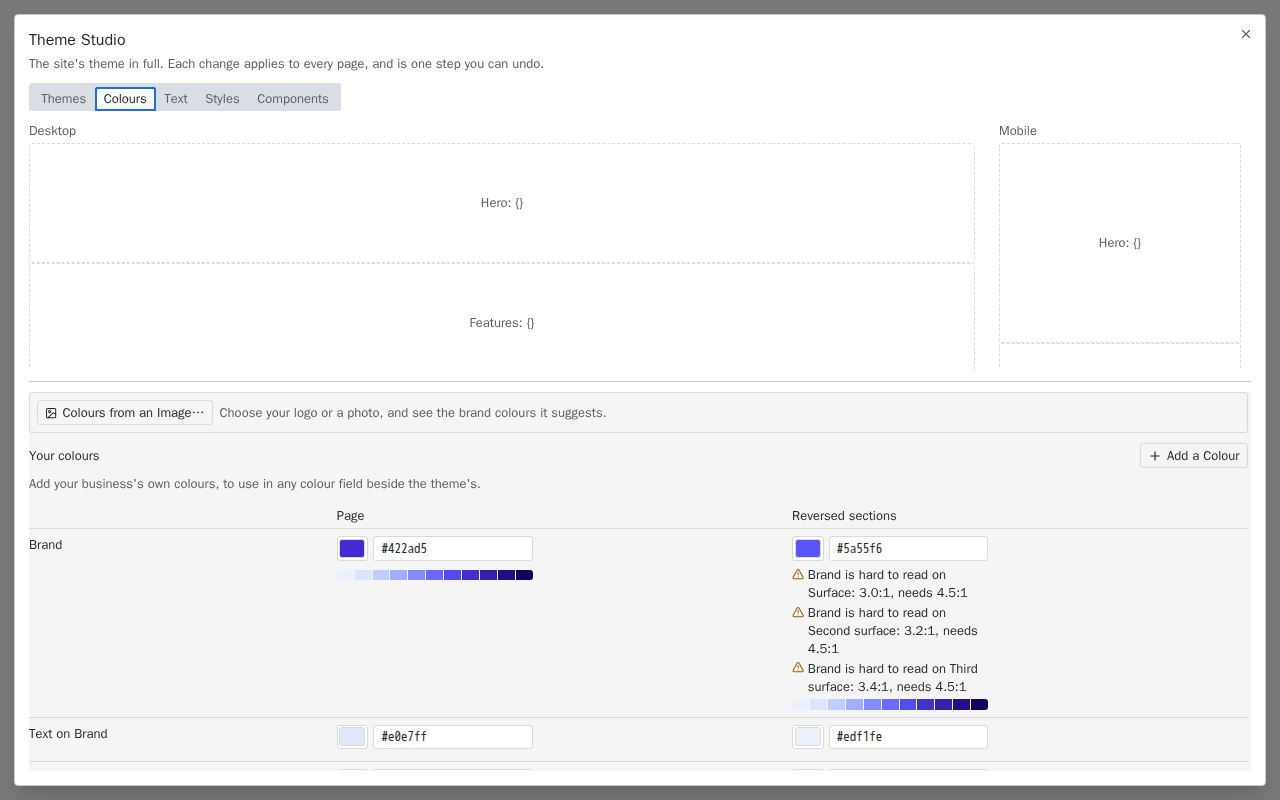 Theme Studio
The site's theme in full. Each change applies to every page, and is one step you can undo.
Themes Colours Text Styles Components
Desktop
Mobile
Hero: {}
Hero: {}
Features: {}
Colours from an Image… Choose your logo or a photo, and see the brand colours it suggests.
Your colours
Add a Colour
Add your business's own colours, to use in any colour field beside the theme's.
Page
Reversed sections
Brand
#422ad5
#5a55f6
Brand is hard to read on
Surface: 3.0:1, needs 4.5:1
Brand is hard to read on
Second surface: 3.2:1, needs
4.5:1
Brand is hard to read on Third
surface: 3.4:1, needs 4.5:1
Text on Brand
#e0e7ff
#edf1fe